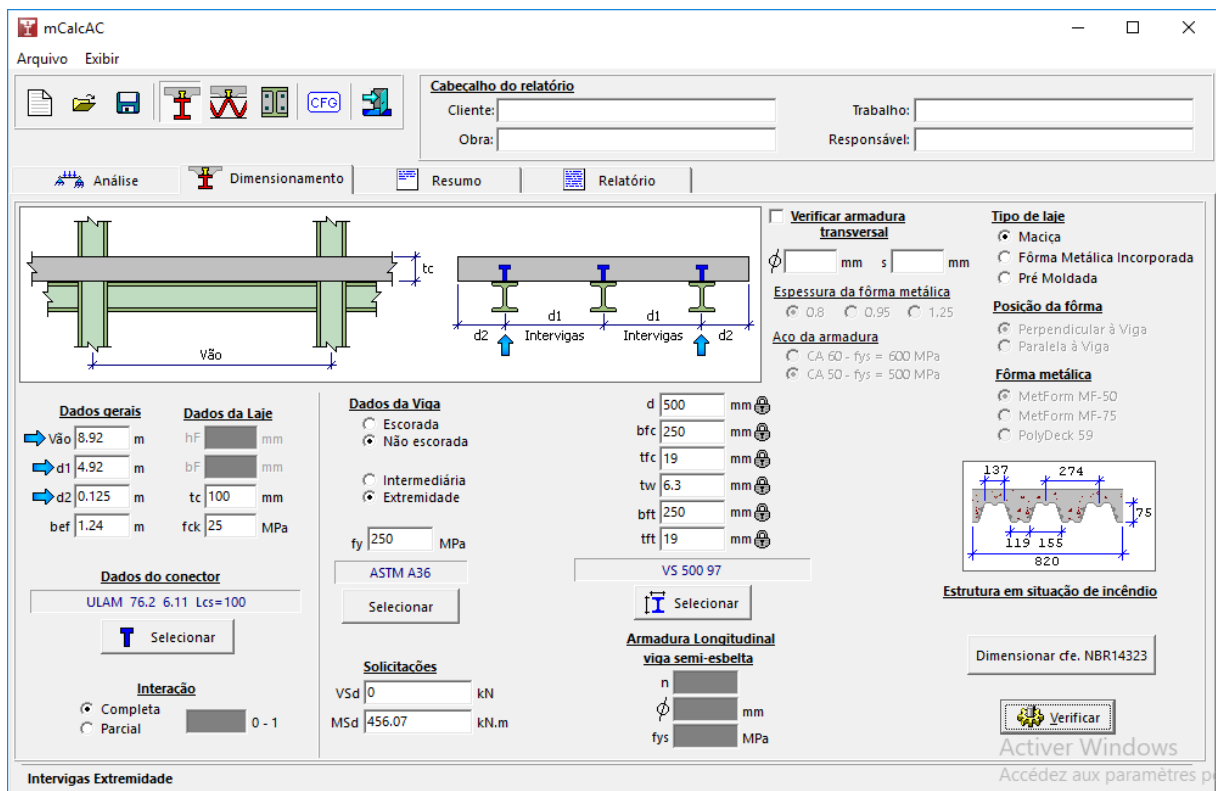 mCalcAC
Arquivo Exibir
CFG
Cabeçalho do relatório
Cliente: Trabalho:
Obra: Responsável:
Análise Dimensionamento Resumo Relatório
tc
d1 d1
d2 Intervigas Intervigas d2
Vão
Verificar armadura
transversal
ϕ mm s mm
Espessura da fôrma metálica
0.8 0.95 1.25
Aço da armadura
CA 60 - fys = 600 MPa
CA 50 - fys = 500 MPa
Tipo de laje
Maciça
Fôrma Metálica Incorporada
Pré Moldada
Posição da fôrma
Perpendicular à Viga
Paralela à Viga
Fôrma metálica
MetForm MF-50
MetForm MF-75
PolyDeck 59
137 274
75
119 155
820
Dados gerais
Vão 8.92 m
d1 4.92 m
d2 0.125 m
bef 1.24 m
Dados da Laje
hF mm
bF mm
tc 100 mm
fck 25 MPa
Dados do conector
ULAM 76.2 6.11 Lcs=100
Selecionar
Interação
Completa
Parcial 0 - 1
Dados da Viga
Escorada
Não escorada
Intermediária
Extremidade
fy 250 MPa
ASTM A36
Selecionar
Solicitações
VSd 0 kN
MSd 456.07 kN.m
d 500 mm
bfc 250 mm
tfc 19 mm
tw 6.3 mm
bft 250 mm
tft 19 mm
VS 500 97
Selecionar
Armadura Longitudinal
viga semi-esbelta
n
ϕ mm
fys MPa
Estrutura em situação de incêndio
Dimensionar cfe. NBR14323
Verificar
Activer Windows
Accédez aux paramètres
Intervigas Extremidade